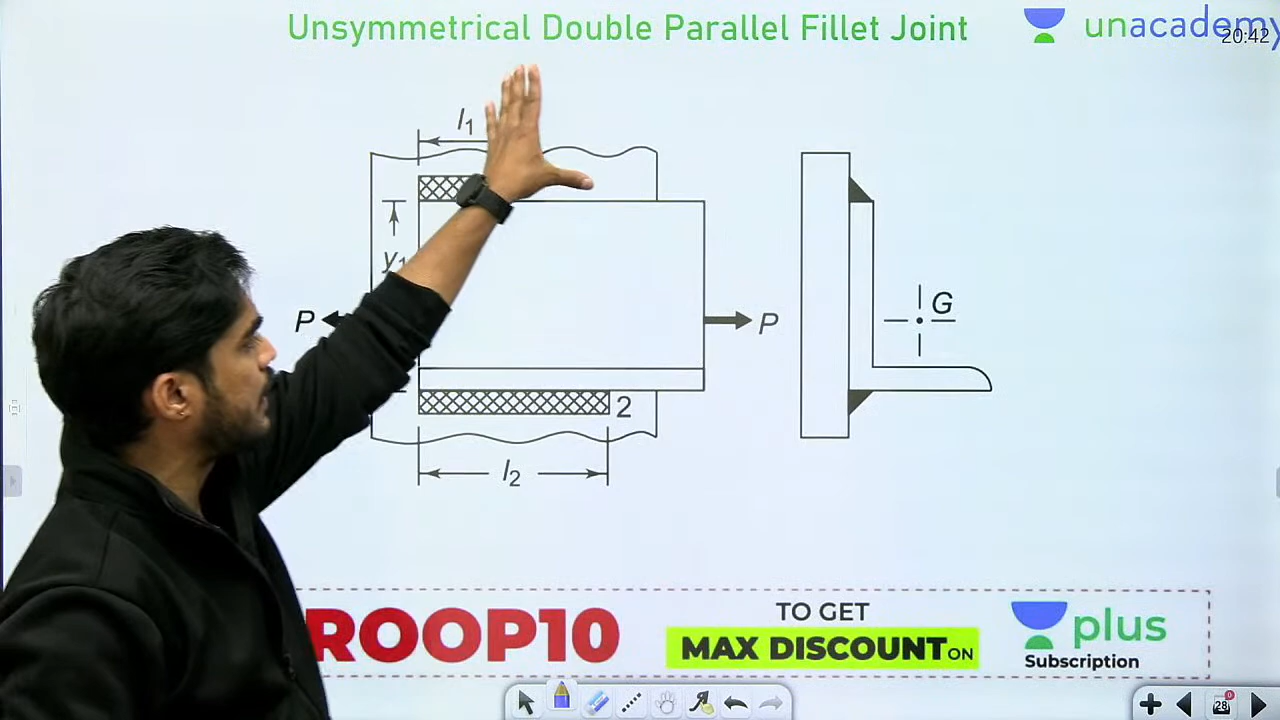 Unsymmetrical Double Parallel Fillet Joint
unacademy
20:42
l1
y1
P
P
G
2
l2
ROOP10
TO GET
MAX DISCOUNT ON
plus
Subscription
28